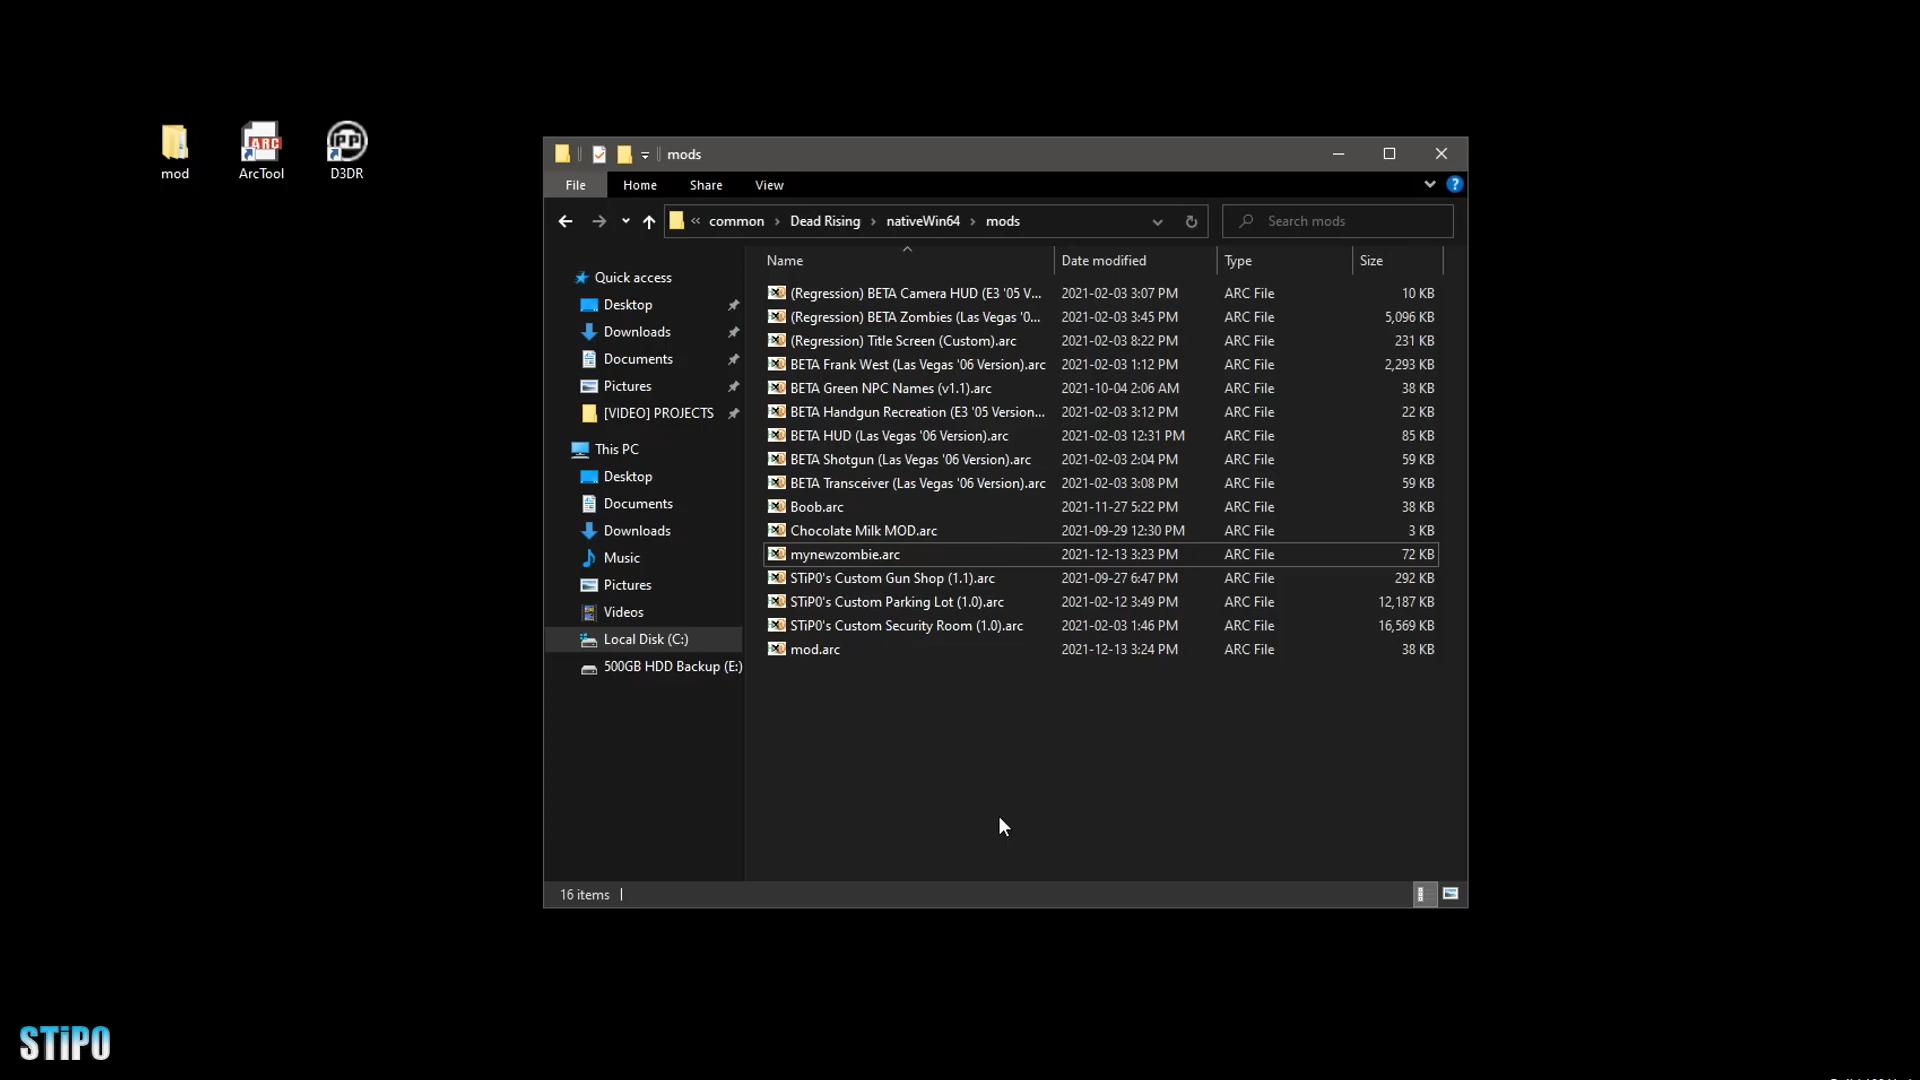 mod
ArcTool
D3DR
mods
File Home Share View
« common > Dead Rising > nativeWin64 > mods
Search mods
Name Date modified Type Size
Quick access
Desktop
Downloads
Documents
Pictures
[VIDEO] PROJECTS
This PC
Desktop
Documents
Downloads
Music
Pictures
Videos
Local Disk (C:)
500GB HDD Backup (E:)
(Regression) BETA Camera HUD (E3 '05 V... 2021-02-03 3:07 PM ARC File 10 KB
(Regression) BETA Zombies (Las Vegas '0... 2021-02-03 3:45 PM ARC File 5,096 KB
(Regression) Title Screen (Custom).arc 2021-02-03 8:22 PM ARC File 231 KB
BETA Frank West (Las Vegas '06 Version).arc 2021-02-03 1:12 PM ARC File 2,293 KB
BETA Green NPC Names (v1.1).arc 2021-10-04 2:06 AM ARC File 38 KB
BETA Handgun Recreation (E3 '05 Version... 2021-02-03 3:12 PM ARC File 22 KB
BETA HUD (Las Vegas '06 Version).arc 2021-02-03 12:31 PM ARC File 85 KB
BETA Shotgun (Las Vegas '06 Version).arc 2021-02-03 2:04 PM ARC File 59 KB
BETA Transceiver (Las Vegas '06 Version).arc 2021-02-03 3:08 PM ARC File 59 KB
Boob.arc 2021-11-27 5:22 PM ARC File 38 KB
Chocolate Milk MOD.arc 2021-09-29 12:30 PM ARC File 3 KB
mynewzombie.arc 2021-12-13 3:23 PM ARC File 72 KB
STiP0's Custom Gun Shop (1.1).arc 2021-09-27 6:47 PM ARC File 292 KB
STiP0's Custom Parking Lot (1.0).arc 2021-02-12 3:49 PM ARC File 12,187 KB
STiP0's Custom Security Room (1.0).arc 2021-02-03 1:46 PM ARC File 16,569 KB
mod.arc 2021-12-13 3:24 PM ARC File 38 KB
16 items
STiPO